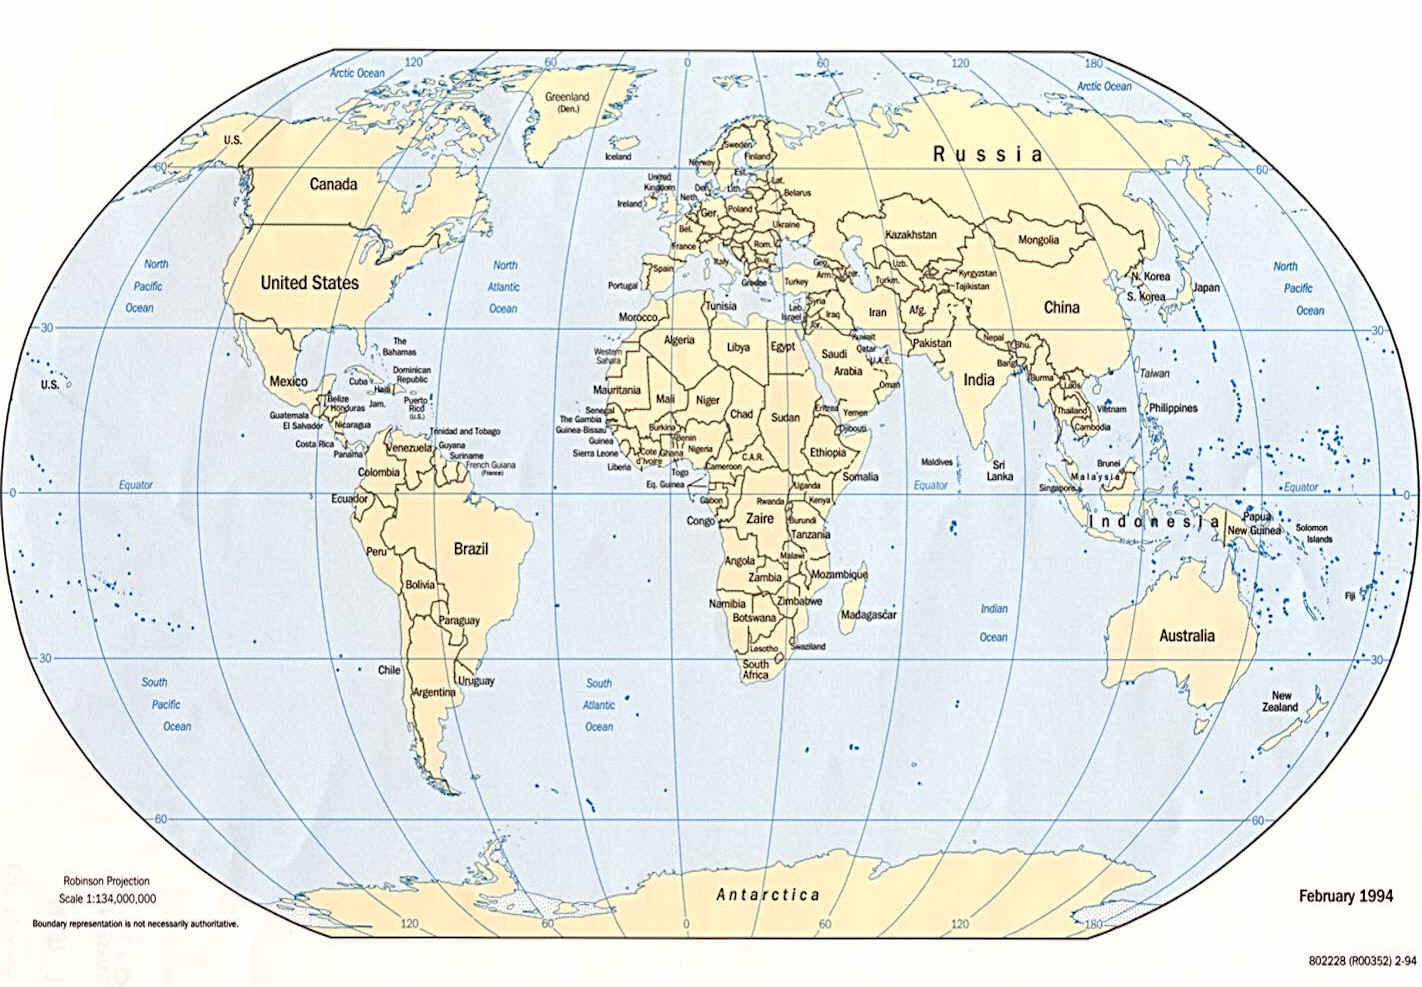 120
60
0
60
120
180
Arctic Ocean
Arctic Ocean
Greenland
(Den.)
U.S.
Iceland
Norway
Sweden
Finland
Russia
60
60
Canada
United
Kingdom
Ireland
Den.
Neth.
Est.
Lat.
Lith.
Belarus
Ger.
Poland
Bel.
Ukraine
France
Rom.
Italy
Bulg.
Spain
Portugal
Greece
Turkey
Geo.
Arm.
Azer.
Kazakhstan
Uzb.
Turkm.
Kyrgyzstan
Tajikistan
Mongolia
N. Korea
S. Korea
Japan
China
North
Pacific
Ocean
United States
North
Atlantic
Ocean
North
Pacific
Ocean
30
30
Morocco
Tunisia
Algeria
Libya
Egypt
Leb.
Israel
Syria
Jor.
Iraq
Iran
Afg.
Kuwait
Qatar
U.A.E.
Pakistan
Nepal
Bhu.
Bangl.
India
Burma
Laos
Thailand
Vietnam
Cambodia
Taiwan
Philippines
Saudi
Arabia
Oman
Yemen
Western
Sahara
Mauritania
Mali
Niger
Chad
Sudan
Eritrea
Djibouti
Ethiopia
Somalia
U.S.
Mexico
The
Bahamas
Cuba
Haiti
Dominican
Republic
Jam.
Puerto
Rico
(U.S.)
Belize
Honduras
Guatemala
El Salvador
Nicaragua
Costa Rica
Panama
Trinidad and Tobago
Venezuela
Guyana
Suriname
French Guiana
(France)
Colombia
Ecuador
Senegal
The Gambia
Guinea-Bissau
Guinea
Sierra Leone
Liberia
Burkina
Cote
d'Ivoire
Ghana
Togo
Benin
Nigeria
Cameroon
C.A.R.
Eq. Guinea
Gabon
Congo
Uganda
Kenya
Rwanda
Burundi
Zaire
Tanzania
Maldives
Sri
Lanka
Brunei
Malaysia
Singapore
Indonesia
Papua
New Guinea
Solomon
Islands
0
Equator
Equator
Equator
0
Peru
Brazil
Bolivia
Paraguay
Chile
Argentina
Uruguay
Angola
Zambia
Malawi
Mozambique
Namibia
Zimbabwe
Botswana
Madagascar
Lesotho
Swaziland
South
Africa
Indian
Ocean
Fiji
Australia
New
Zealand
30
30
South
Pacific
Ocean
South
Atlantic
Ocean
60
60
Antarctica
120
60
0
60
120
180
Robinson Projection
Scale 1:134,000,000
Boundary representation is not necessarily authoritative.
February 1994
802228 (R00352) 2-94